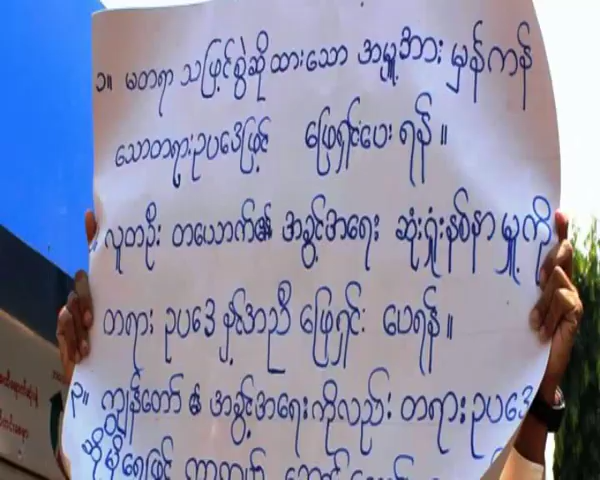 ၁။ မတရာ သဖြင့်စွဲဆိုထားသော အမှု့အား မှန်ကန်
သောတရားဥပဒေဖြင့် ဖြေရှင်းပေးရန်။
လူတဦး တယောက်၏ အခွင့်အရေး ဆုံးရှုံးနစ်နာ မှု့ကို
တရား ဥပဒေ နှင့်အညီ ဖြေရှင်း ပေရန်။
၃။ ကျွန်တော် ၏ အခွင့်အရေးကိုလည်း တရားဥပဒေ